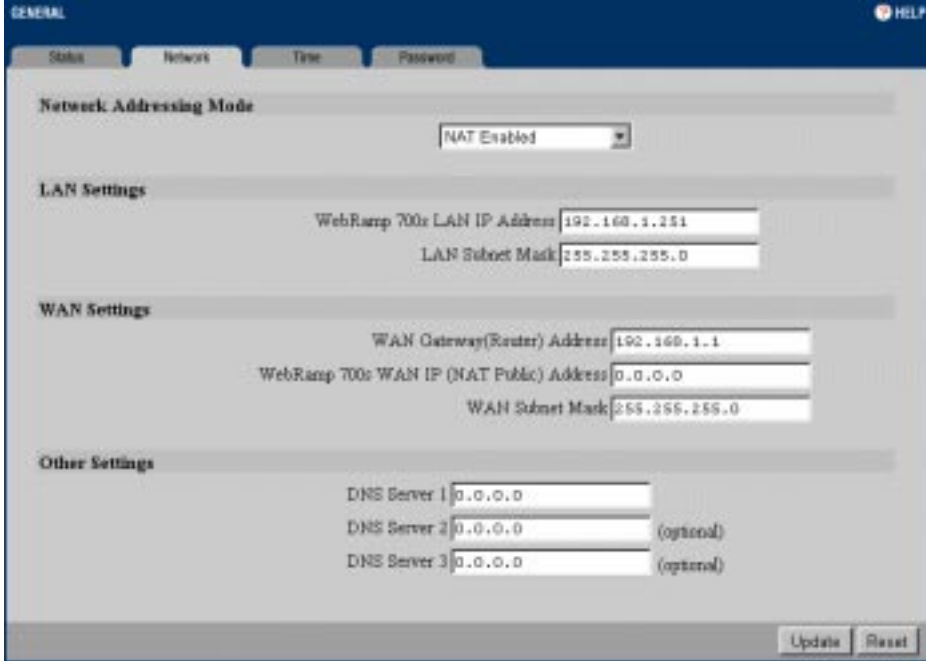 GENERAL
? HELP
Status Network Time Password
Network Addressing Mode
NAT Enabled
LAN Settings
WebRamp 700s LAN IP Address 192.168.1.251
LAN Subnet Mask 255.255.255.0
WAN Settings
WAN Gateway(Router) Address 192.168.1.1
WebRamp 700s WAN IP (NAT Public) Address 0.0.0.0
WAN Subnet Mask 255.255.255.0
Other Settings
DNS Server 1 0.0.0.0
DNS Server 2 0.0.0.0 (optional)
DNS Server 3 0.0.0.0 (optional)
Update Reset